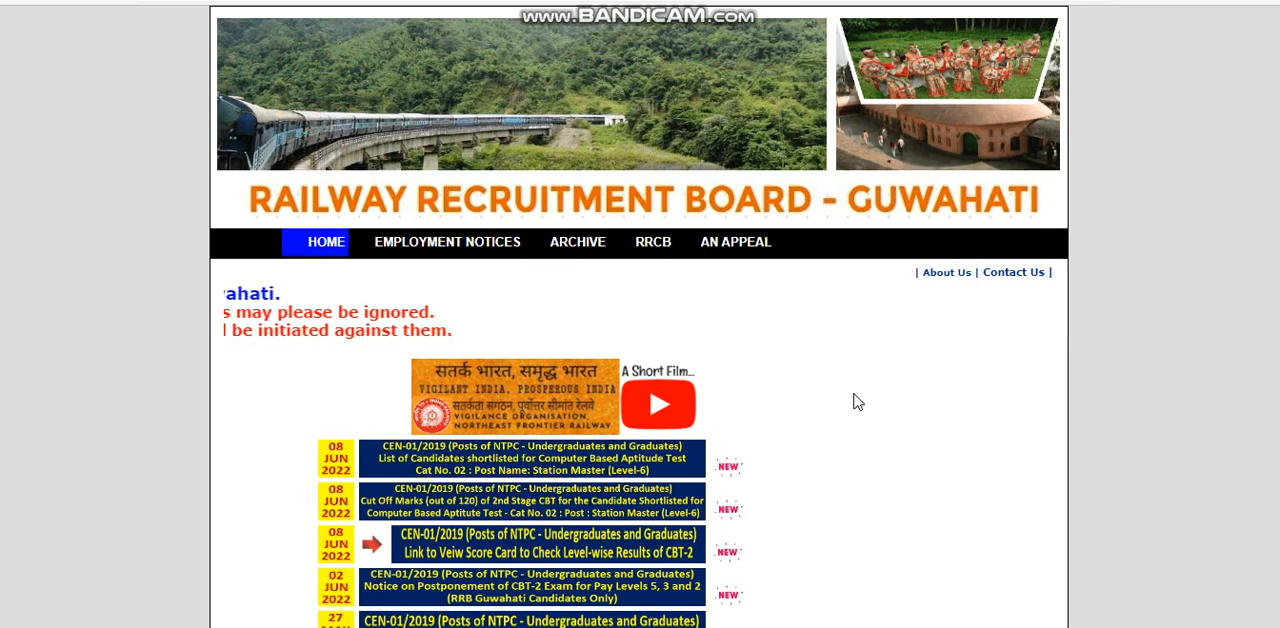 www.BANDICAM.com
RAILWAY RECRUITMENT BOARD - GUWAHATI
HOME EMPLOYMENT NOTICES ARCHIVE RRCB AN APPEAL
| About Us | Contact Us |
ahati.
s may please be ignored.
be initiated against them.
सतर्क भारत, समृद्ध भारत
VIGILANT INDIA, PROSPEROUS INDIA
सतर्कता संगठन, पूर्वोत्तर सीमांत रेलवे
VIGILANCE ORGANISATION,
NORTHEAST FRONTIER RAILWAY
A Short Film...
08 JUN 2022
CEN-01/2019 (Posts of NTPC - Undergraduates and Graduates)
List of Candidates shortlisted for Computer Based Aptitude Test
Cat No. 02 : Post Name: Station Master (Level-6)
NEW
08 JUN 2022
CEN-01/2019 (Posts of NTPC - Undergraduates and Graduates)
Cut Off Marks (out of 120) of 2nd Stage CBT for the Candidate Shortlisted for
Computer Based Aptitute Test - Cat No. 02 : Post : Station Master (Level-6)
NEW
08 JUN 2022
CEN-01/2019 (Posts of NTPC - Undergraduates and Graduates)
Link to Veiw Score Card to Check Level-wise Results of CBT-2
NEW
02 JUN 2022
CEN-01/2019 (Posts of NTPC - Undergraduates and Graduates)
Notice on Postponement of CBT-2 Exam for Pay Levels 5, 3 and 2
(RRB Guwahati Candidates Only)
NEW
27
CEN-01/2019 (Posts of NTPC - Undergraduates and Graduates)